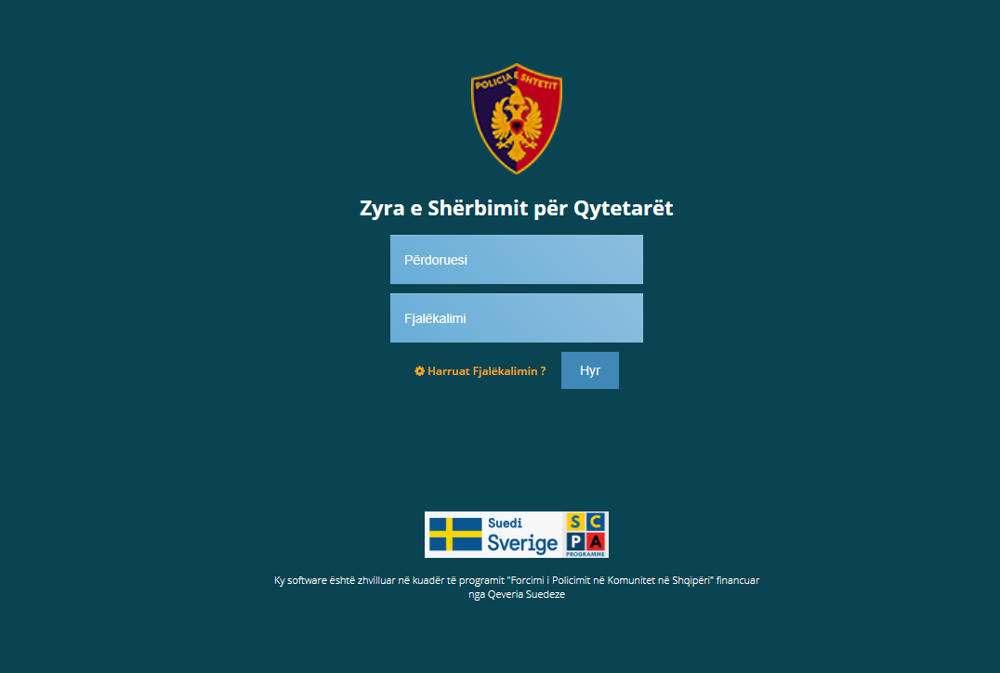 POLICIA E SHTETIT
Zyra e Shërbimit për Qytetarët
Përdoruesi
Fjalëkalimi
Harruat Fjalëkalimin ?
Hyr
Suedi
Sverige
S C
P A
PROGRAMME
Ky software është zhvilluar në kuadër të programit "Forcimi i Policimit në Komunitet në Shqipëri" financuar
nga Qeveria Suedeze